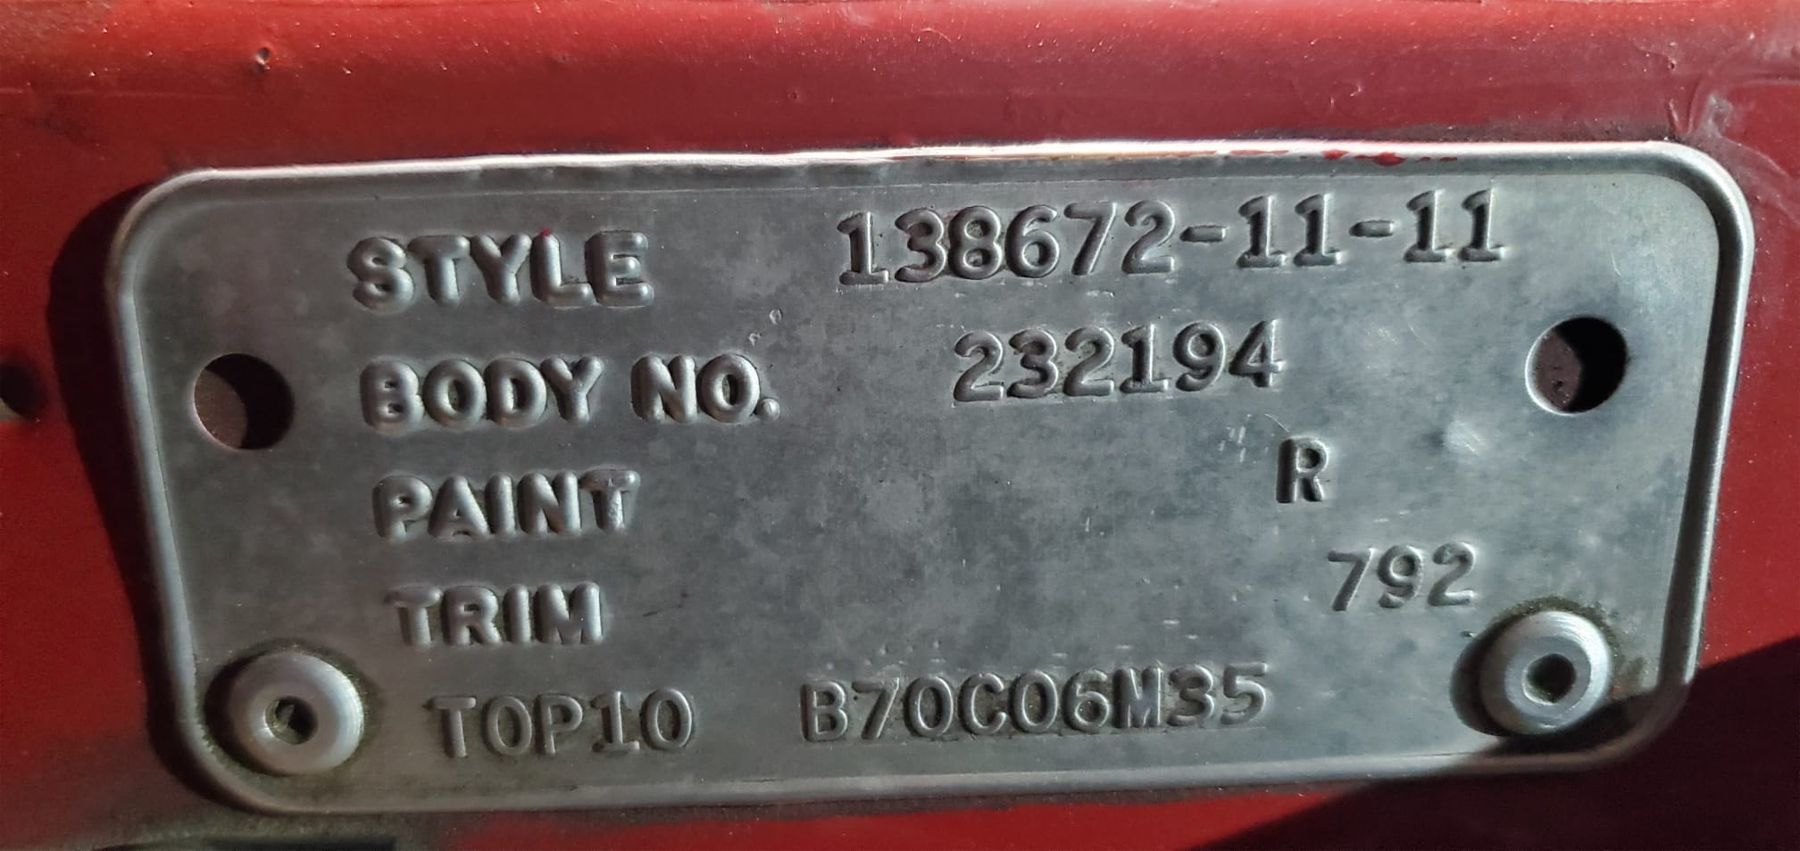 STYLE 138672-11-11
BODY NO. 232194
PAINT R
TRIM 792
TOP10 B70C06M35